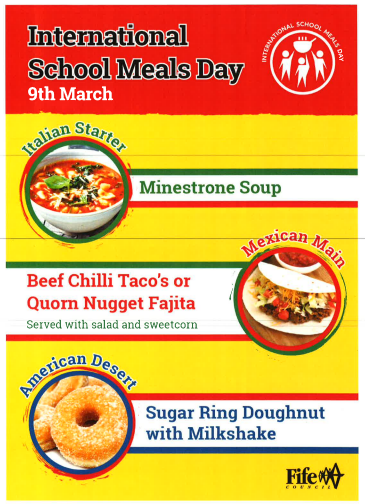 International
School Meals Day
9th March
INTERNATIONAL SCHOOL MEALS DAY
Italian Starter
Minestrone Soup
Mexican Main
Beef Chilli Taco's or
Quorn Nugget Fajita
Served with salad and sweetcorn
American Desert
Sugar Ring Doughnut
with Milkshake
Fife
COUNCIL